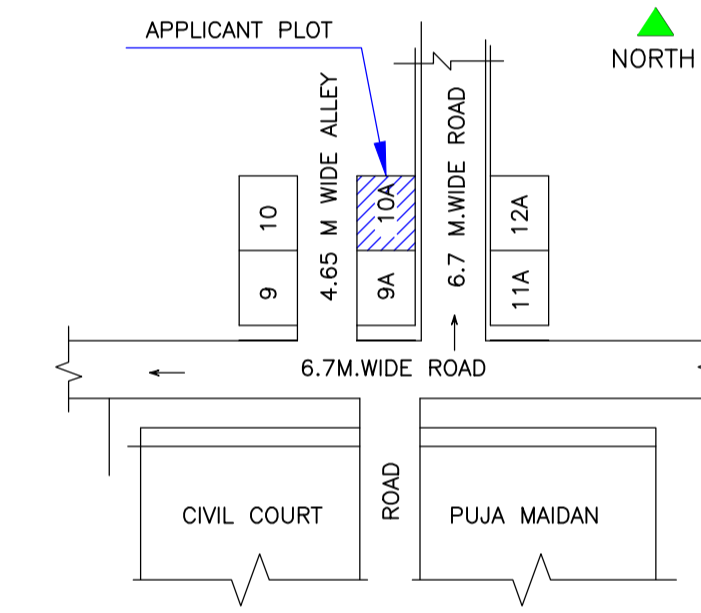 APPLICANT PLOT
NORTH
4.65 M WIDE ALLEY
6.7 M.WIDE ROAD
10
10A
12A
9
9A
11A
6.7M.WIDE ROAD
ROAD
CIVIL COURT
PUJA MAIDAN